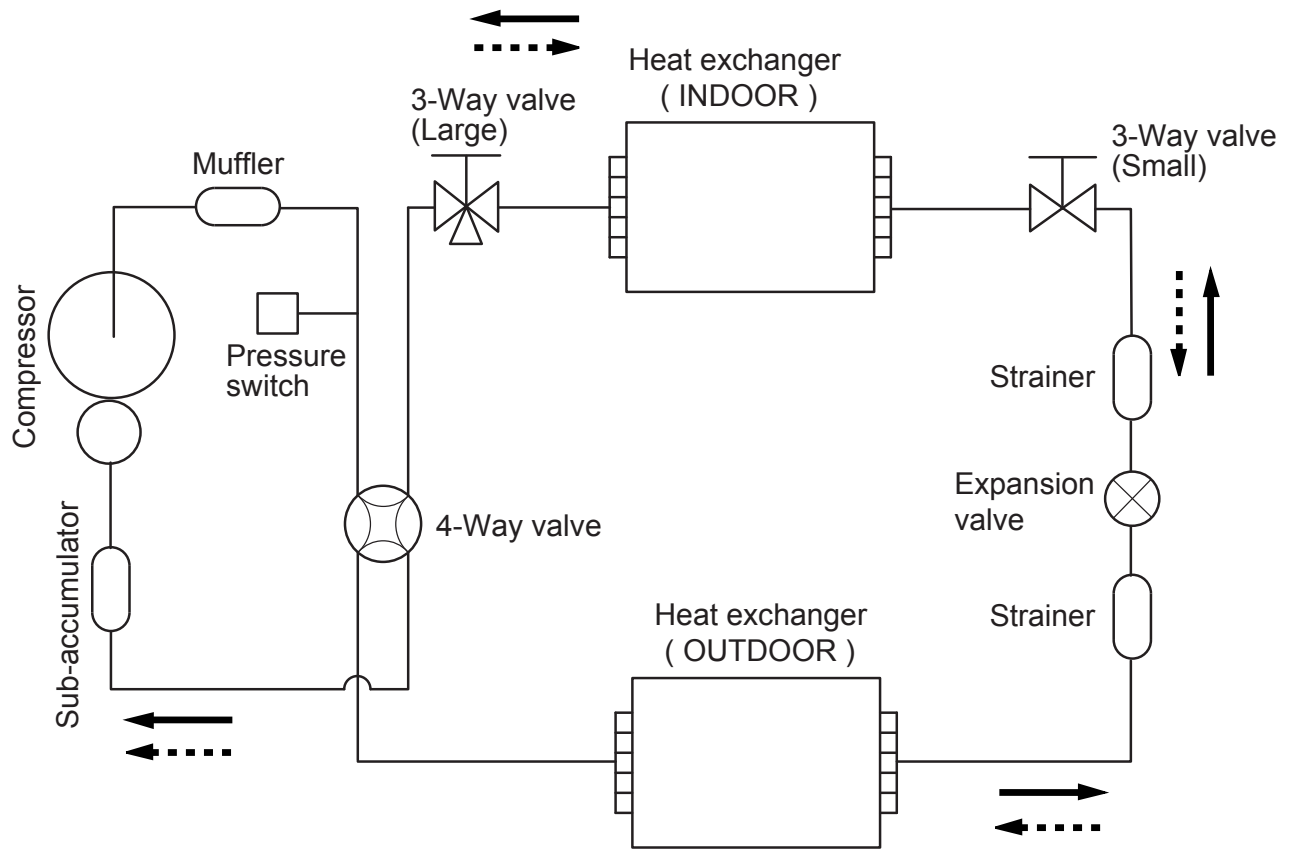 Heat exchanger
( INDOOR )
3-Way valve
(Large)
3-Way valve
(Small)
Muffler
Compressor
Pressure
switch
Strainer
Expansion
valve
4-Way valve
Sub-accumulator
Heat exchanger
( OUTDOOR )
Strainer